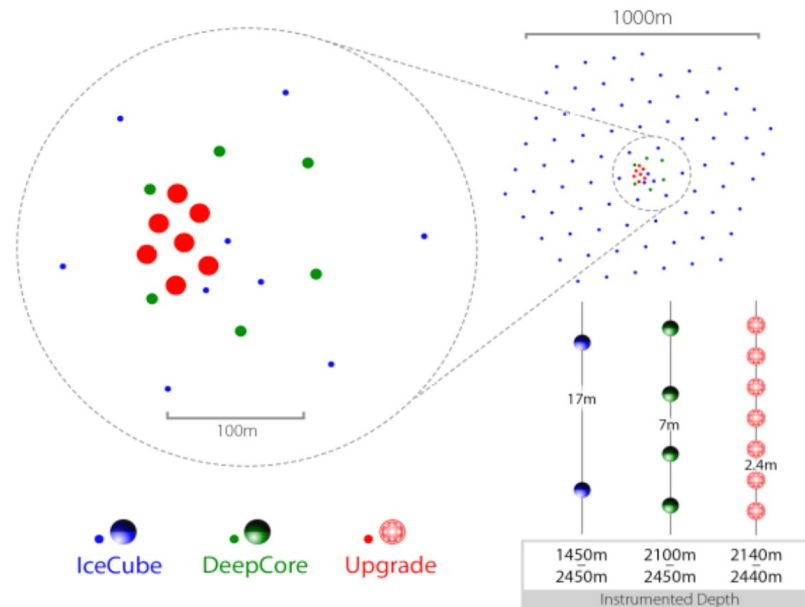 1000m
100m
17m
7m
2.4m
IceCube
DeepCore
Upgrade
1450m
–
2450m
2100m
–
2450m
2140m
–
2440m
Instrumented Depth